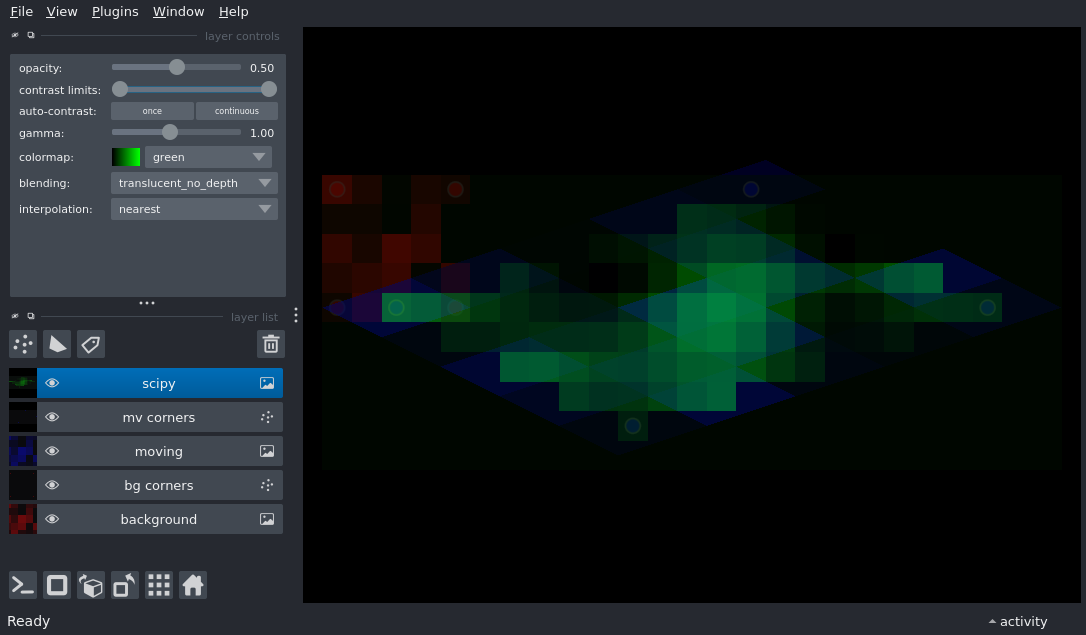 File View Plugins Window Help
layer controls
opacity: 0.50
contrast limits:
auto-contrast: once continuous
gamma: 1.00
colormap: green
blending: translucent_no_depth
interpolation: nearest
layer list
scipy
mv corners
moving
bg corners
background
Ready activity